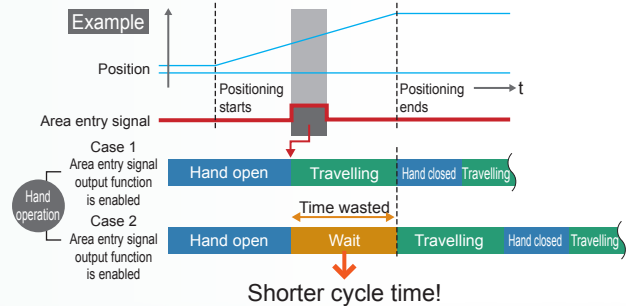 Example
Position
Positioning
starts
Positioning
ends
t
Area entry signal
Case 1
Area entry signal
output function
is enabled
Hand open
Travelling
Hand closed
Travelling
Hand
operation
Time wasted
Case 2
Area entry signal
output function
is enabled
Hand open
Wait
Travelling
Hand closed
Travelling
Shorter cycle time!